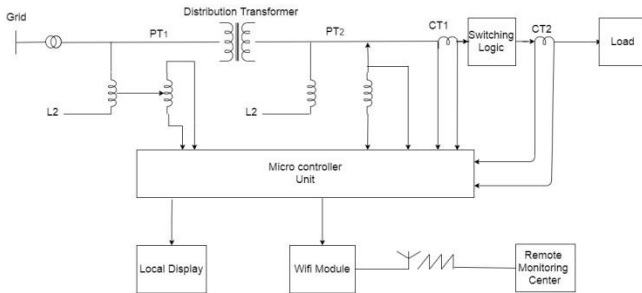 Distribution Transformer
Grid
PT1
PT2
CT1
Switching
Logic
CT2
Load
L2
L2
Micro controller
Unit
Local Display
Wifi Module
Remote
Monitoring
Center